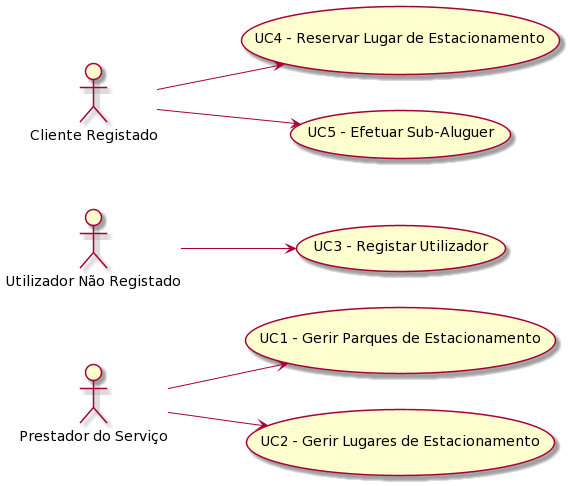 UC4 - Reservar Lugar de Estacionamento
Cliente Registado
UC5 - Efetuar Sub-Aluguer
UC3 - Registar Utilizador
Utilizador Não Registado
UC1 - Gerir Parques de Estacionamento
Prestador do Serviço
UC2 - Gerir Lugares de Estacionamento